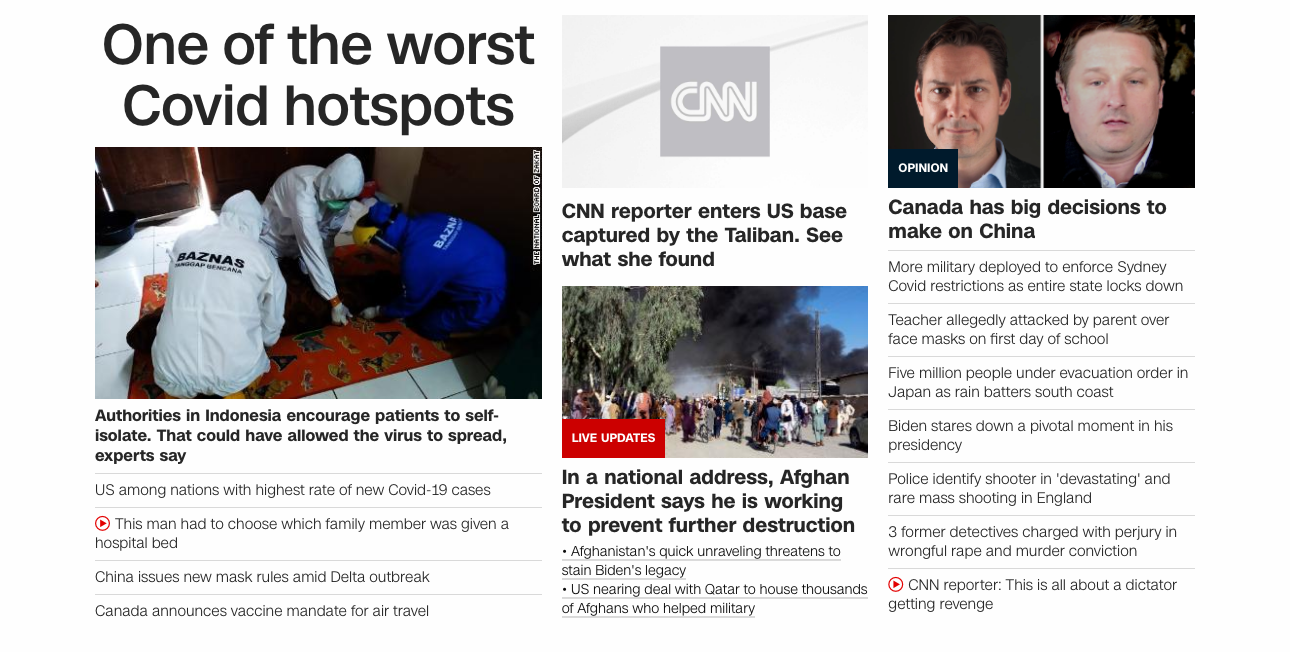 One of the worst
Covid hotspots
THE NATIONAL BOARD OF ZAKAT
BAZNAS
TANGGAP BENCANA
BAZNAS
Authorities in Indonesia encourage patients to self-
isolate. That could have allowed the virus to spread,
experts say
US among nations with highest rate of new Covid-19 cases
This man had to choose which family member was given a
hospital bed
China issues new mask rules amid Delta outbreak
Canada announces vaccine mandate for air travel
CNN
CNN reporter enters US base
captured by the Taliban. See
what she found
LIVE UPDATES
In a national address, Afghan
President says he is working
to prevent further destruction
• Afghanistan's quick unraveling threatens to
stain Biden's legacy
• US nearing deal with Qatar to house thousands
of Afghans who helped military
OPINION
Canada has big decisions to
make on China
More military deployed to enforce Sydney
Covid restrictions as entire state locks down
Teacher allegedly attacked by parent over
face masks on first day of school
Five million people under evacuation order in
Japan as rain batters south coast
Biden stares down a pivotal moment in his
presidency
Police identify shooter in 'devastating' and
rare mass shooting in England
3 former detectives charged with perjury in
wrongful rape and murder conviction
CNN reporter: This is all about a dictator
getting revenge